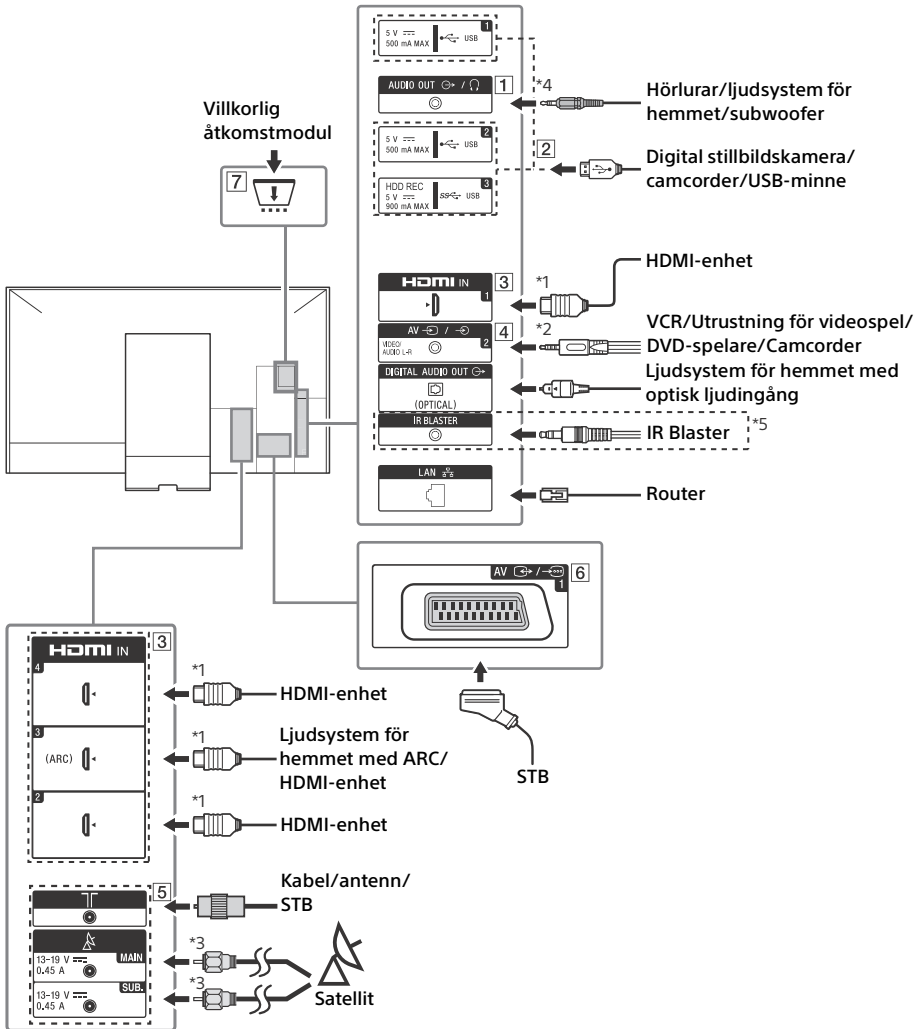 5 V
500 mA MAX
USB
1
AUDIO OUT /
1
*4
Hörlurar/ljudsystem för
hemmet/subwoofer
Villkorlig
åtkomstmodul
7
5 V
500 mA MAX
USB
2
2
Digital stillbildskamera/
camcorder/USB-minne
HDD REC
5 V
900 mA MAX
SS
USB
3
HDMI IN
1
3
*1
HDMI-enhet
AV /
VIDEO/
AUDIO L-R
2
4
*2
VCR/Utrustning för videospel/
DVD-spelare/Camcorder
DIGITAL AUDIO OUT
(OPTICAL)
Ljudsystem för hemmet med
optisk ljudingång
IR BLASTER
IR Blaster
*5
LAN
Router
AV /
1
6
STB
HDMI IN
3
4
*1
HDMI-enhet
3
(ARC)
*1
Ljudsystem för
hemmet med ARC/
HDMI-enhet
2
*1
HDMI-enhet
5
Kabel/antenn/
STB
13-19 V
0.45 A
MAIN
*3
13-19 V
0.45 A
SUB.
*3
Satellit